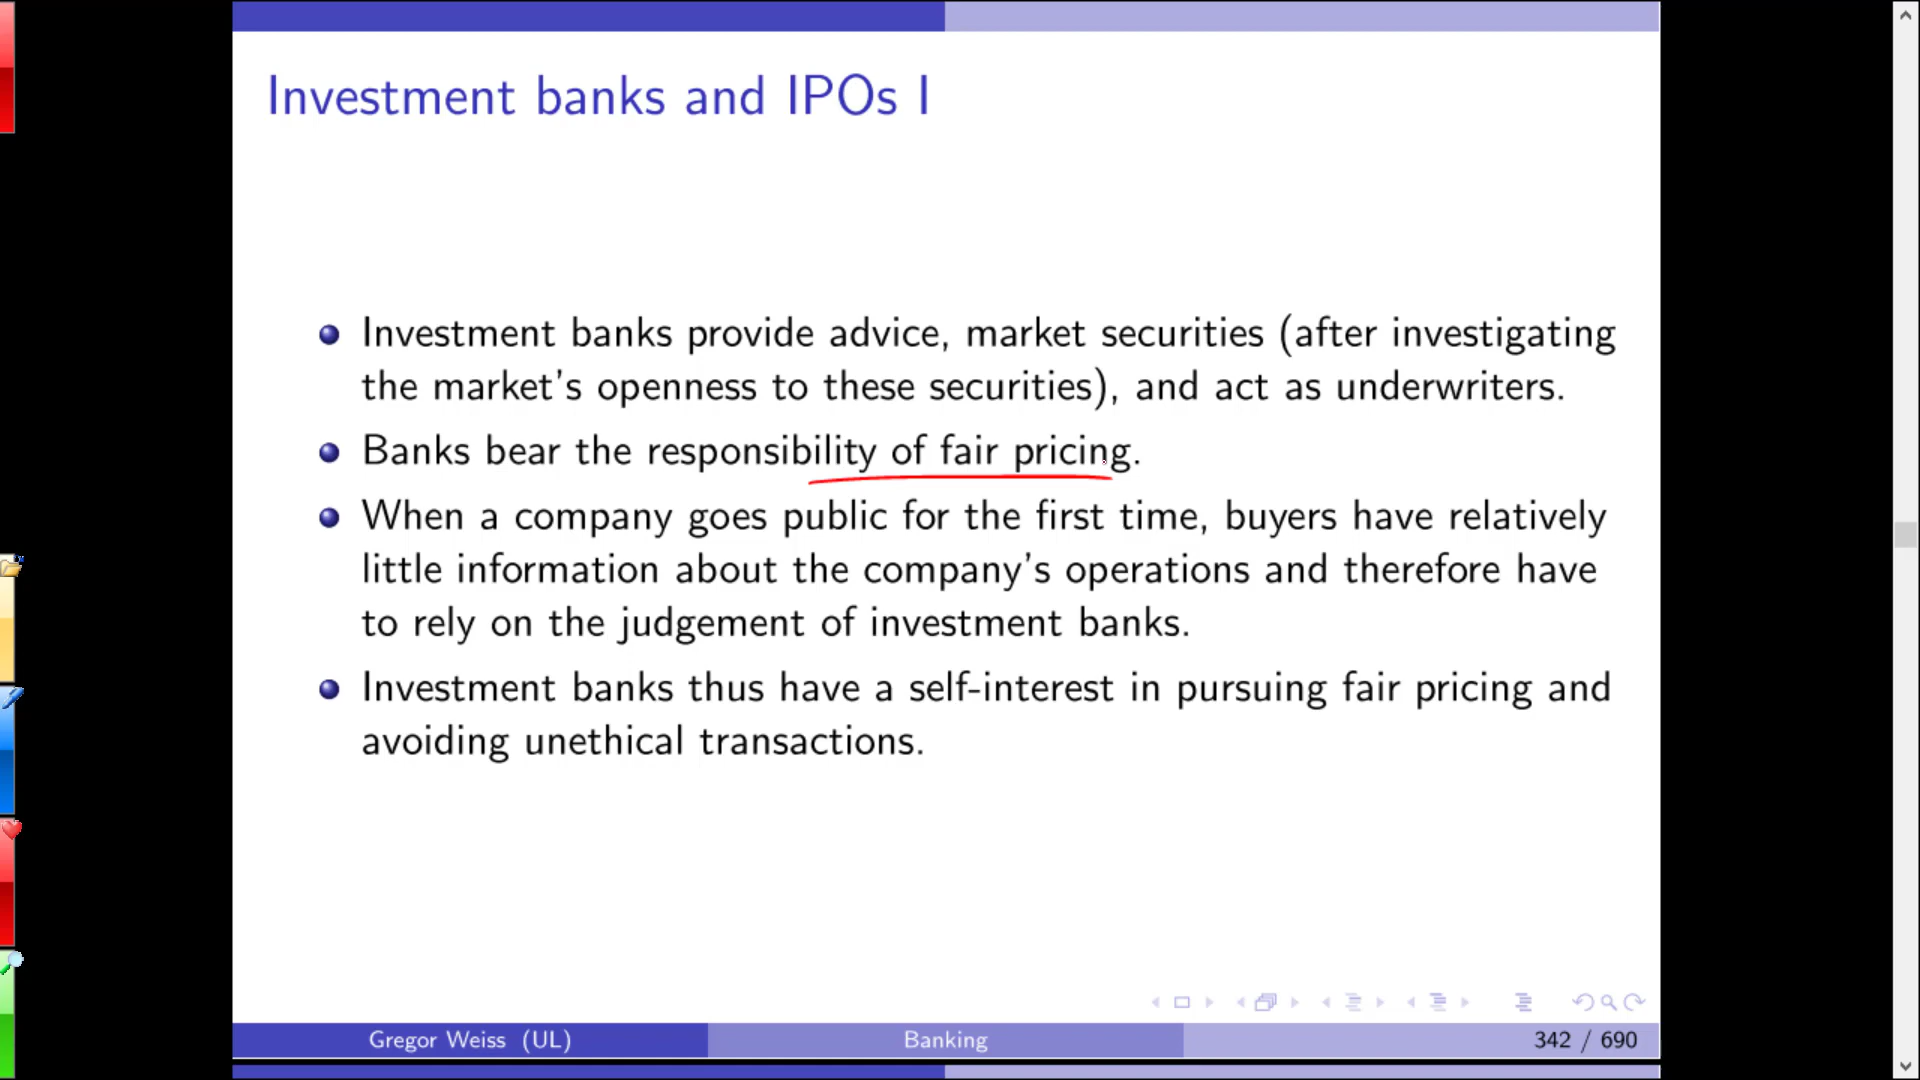 Investment banks and IPOs I
Investment banks provide advice, market securities (after investigating
the market's openness to these securities), and act as underwriters.
Banks bear the responsibility of fair pricing.
When a company goes public for the first time, buyers have relatively
little information about the company's operations and therefore have
to rely on the judgement of investment banks.
Investment banks thus have a self-interest in pursuing fair pricing and
avoiding unethical transactions.
Gregor Weiss (UL) Banking 342 / 690